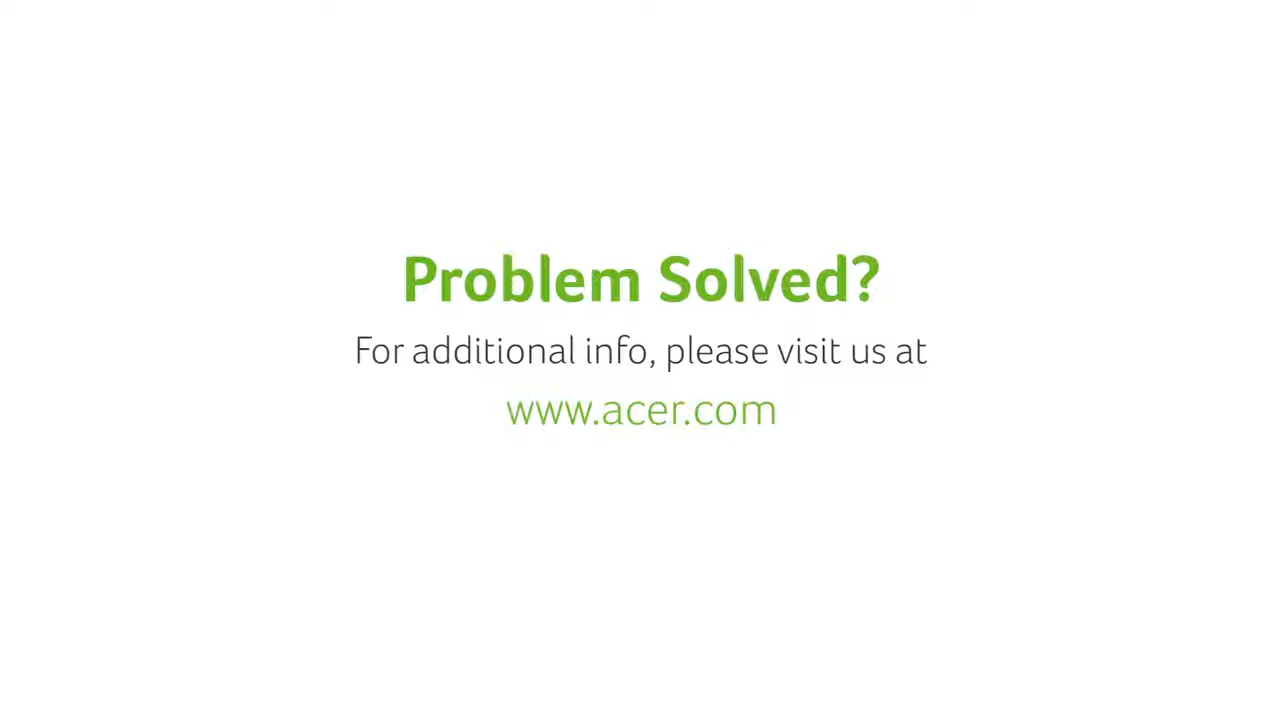 Problem Solved?
For additional info, please visit us at
www.acer.com